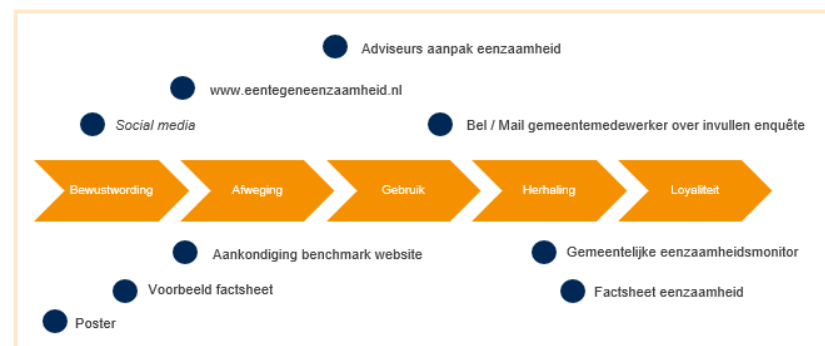 Adviseurs aanpak eenzaamheid
www.eentegeneenzaamheid.nl
Social media
Bel / Mail gemeentemedewerker over invullen enquête
Bewustwording
Afweging
Gebruik
Herhaling
Loyaliteit
Aankondiging benchmark website
Gemeentelijke eenzaamheidsmonitor
Voorbeeld factsheet
Factsheet eenzaamheid
Poster